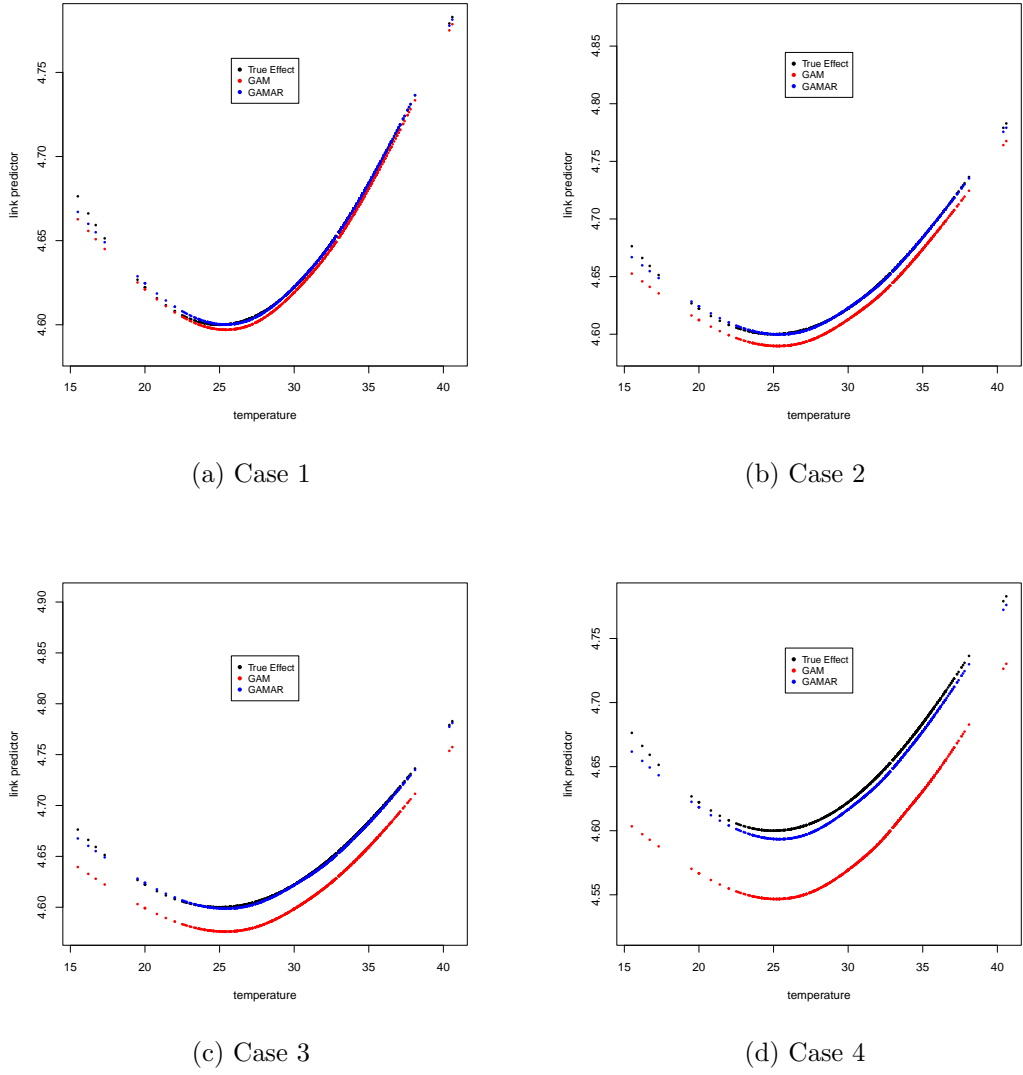 4.75
4.70
4.65
4.60
link predictor
True Effect
GAM
GAMAR
15 20 25 30 35 40
temperature
(a) Case 1
4.85
4.80
4.75
4.70
4.65
4.60
link predictor
True Effect
GAM
GAMAR
15 20 25 30 35 40
temperature
(b) Case 2
4.90
4.85
4.80
4.75
4.70
4.65
4.60
link predictor
True Effect
GAM
GAMAR
15 20 25 30 35 40
temperature
(c) Case 3
4.75
4.70
4.65
4.60
4.55
link predictor
True Effect
GAM
GAMAR
15 20 25 30 35 40
temperature
(d) Case 4